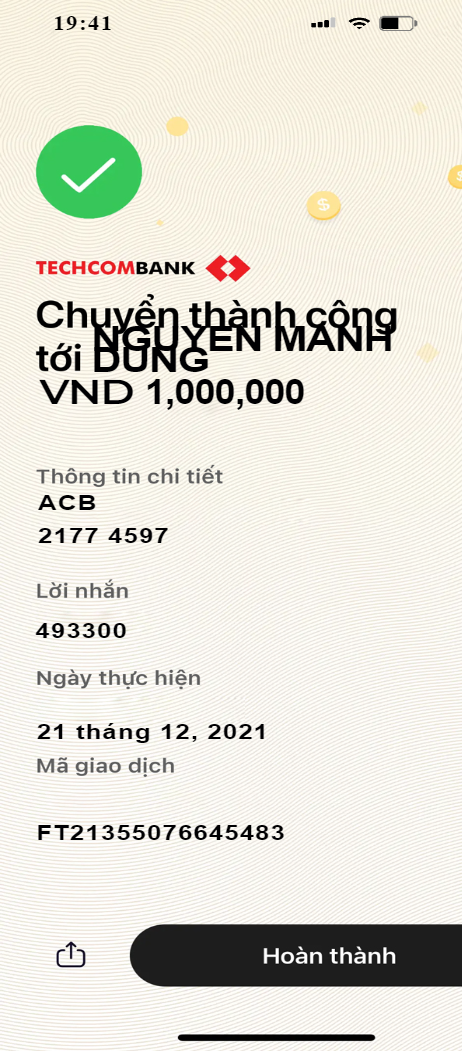 19:41
TECHCOMBANK
Chuyển thành công
tới NGUYEN MANH
DUNG
VND 1,000,000
Thông tin chi tiết
ACB
2177 4597
Lời nhắn
493300
Ngày thực hiện
21 tháng 12, 2021
Mã giao dịch
FT21355076645483
Hoàn thành